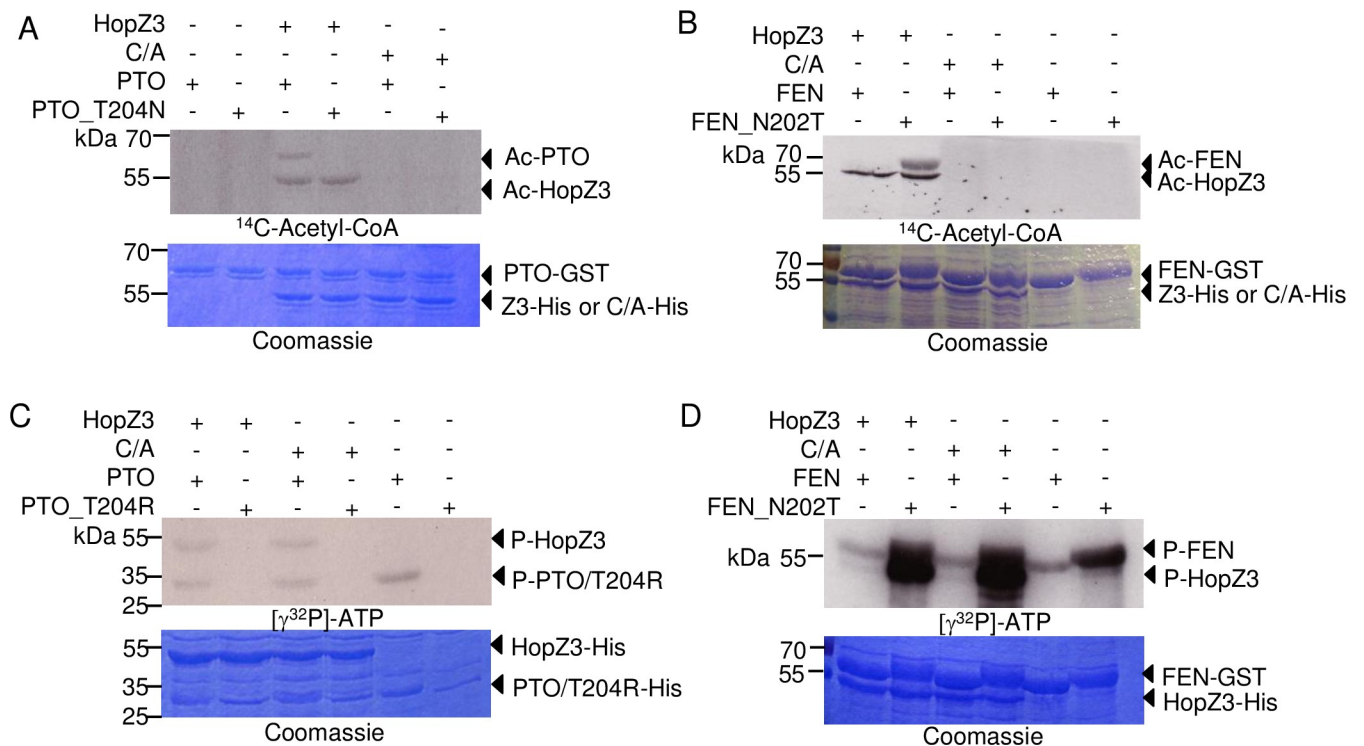 A
HopZ3 - - + + - -
C/A - - - - + +
PTO + - + - + -
PTO_T204N - + - + - +
kDa 70
55
Ac-PTO
Ac-HopZ3
¹⁴C-Acetyl-CoA
70
55
PTO-GST
Z3-His or C/A-His
Coomassie
B
HopZ3 + + - - - -
C/A - - + + - -
FEN + - + - + -
FEN_N202T - + - + - +
kDa 70
55
Ac-FEN
Ac-HopZ3
¹⁴C-Acetyl-CoA
70
55
FEN-GST
Z3-His or C/A-His
Coomassie
C
HopZ3 + + - - - -
C/A - - + + - -
PTO + - + - + -
PTO_T204R - + - + - +
kDa 55
35
25
P-HopZ3
P-PTO/T204R
[γ³²P]-ATP
55
35
25
HopZ3-His
PTO/T204R-His
Coomassie
D
HopZ3 + + - - - -
C/A - - + + - -
FEN + - + - + -
FEN_N202T - + - + - +
kDa 55
P-FEN
P-HopZ3
[γ³²P]-ATP
70
55
FEN-GST
HopZ3-His
Coomassie